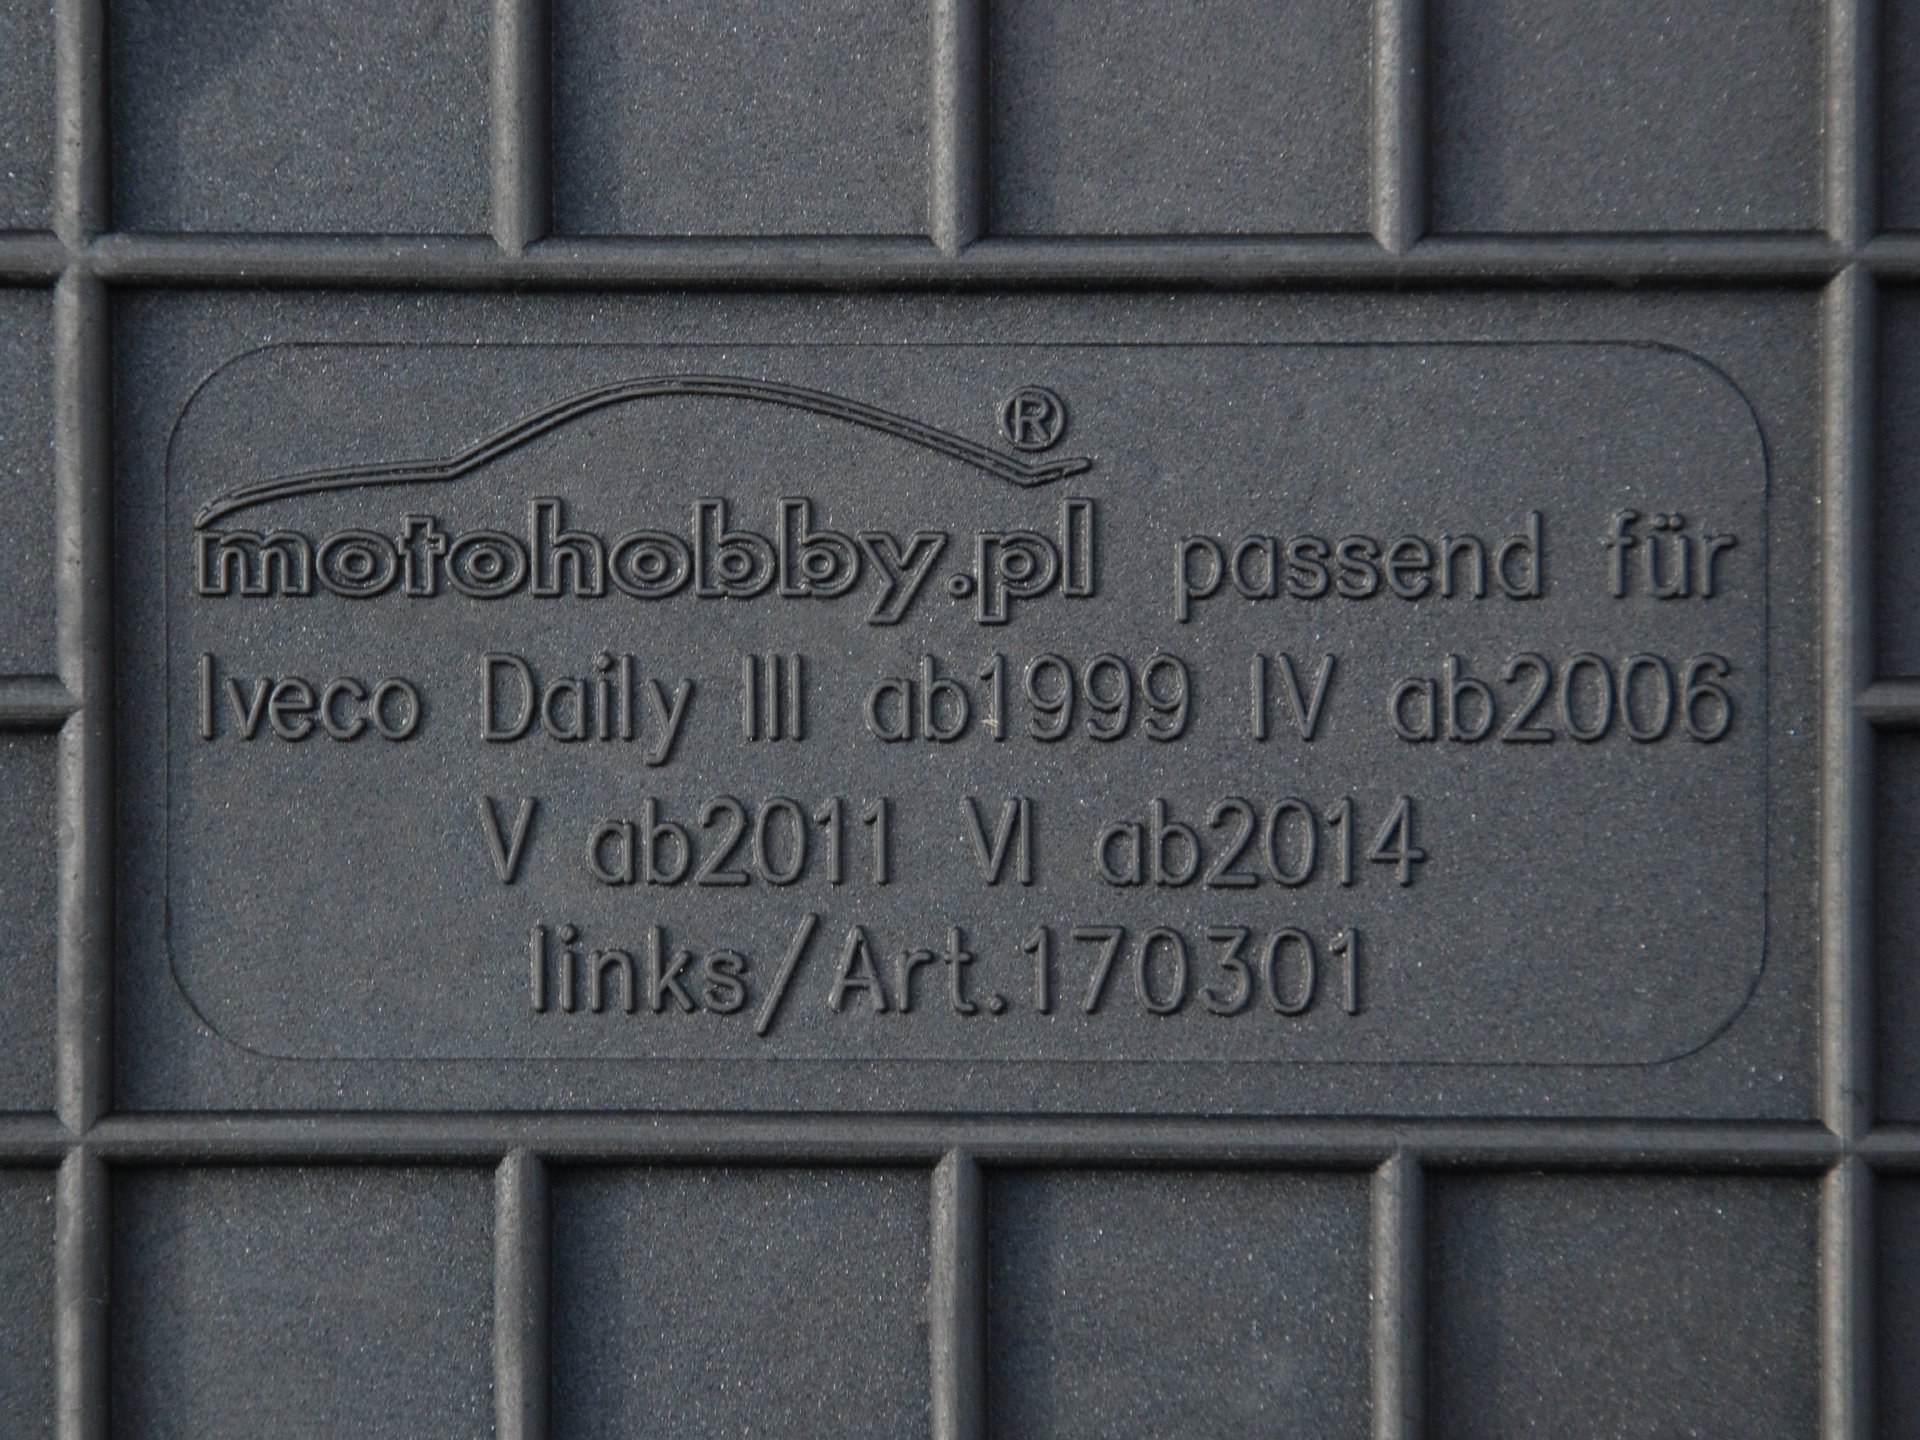 motohobby.pl® passend für
Iveco Daily III ab1999 IV ab2006
V ab2011 VI ab2014
links/Art.170301